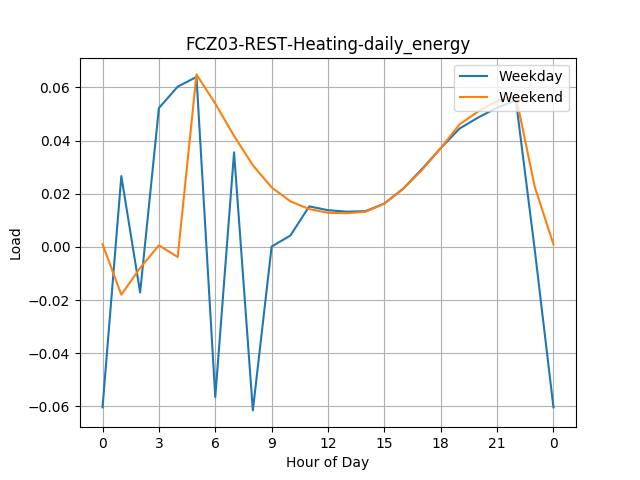 FCZ03-REST-Heating-daily_energy
Weekday
Weekend
0.06
0.04
0.02
0.00
−0.02
−0.04
−0.06
Load
0 3 6 9 12 15 18 21 0
Hour of Day